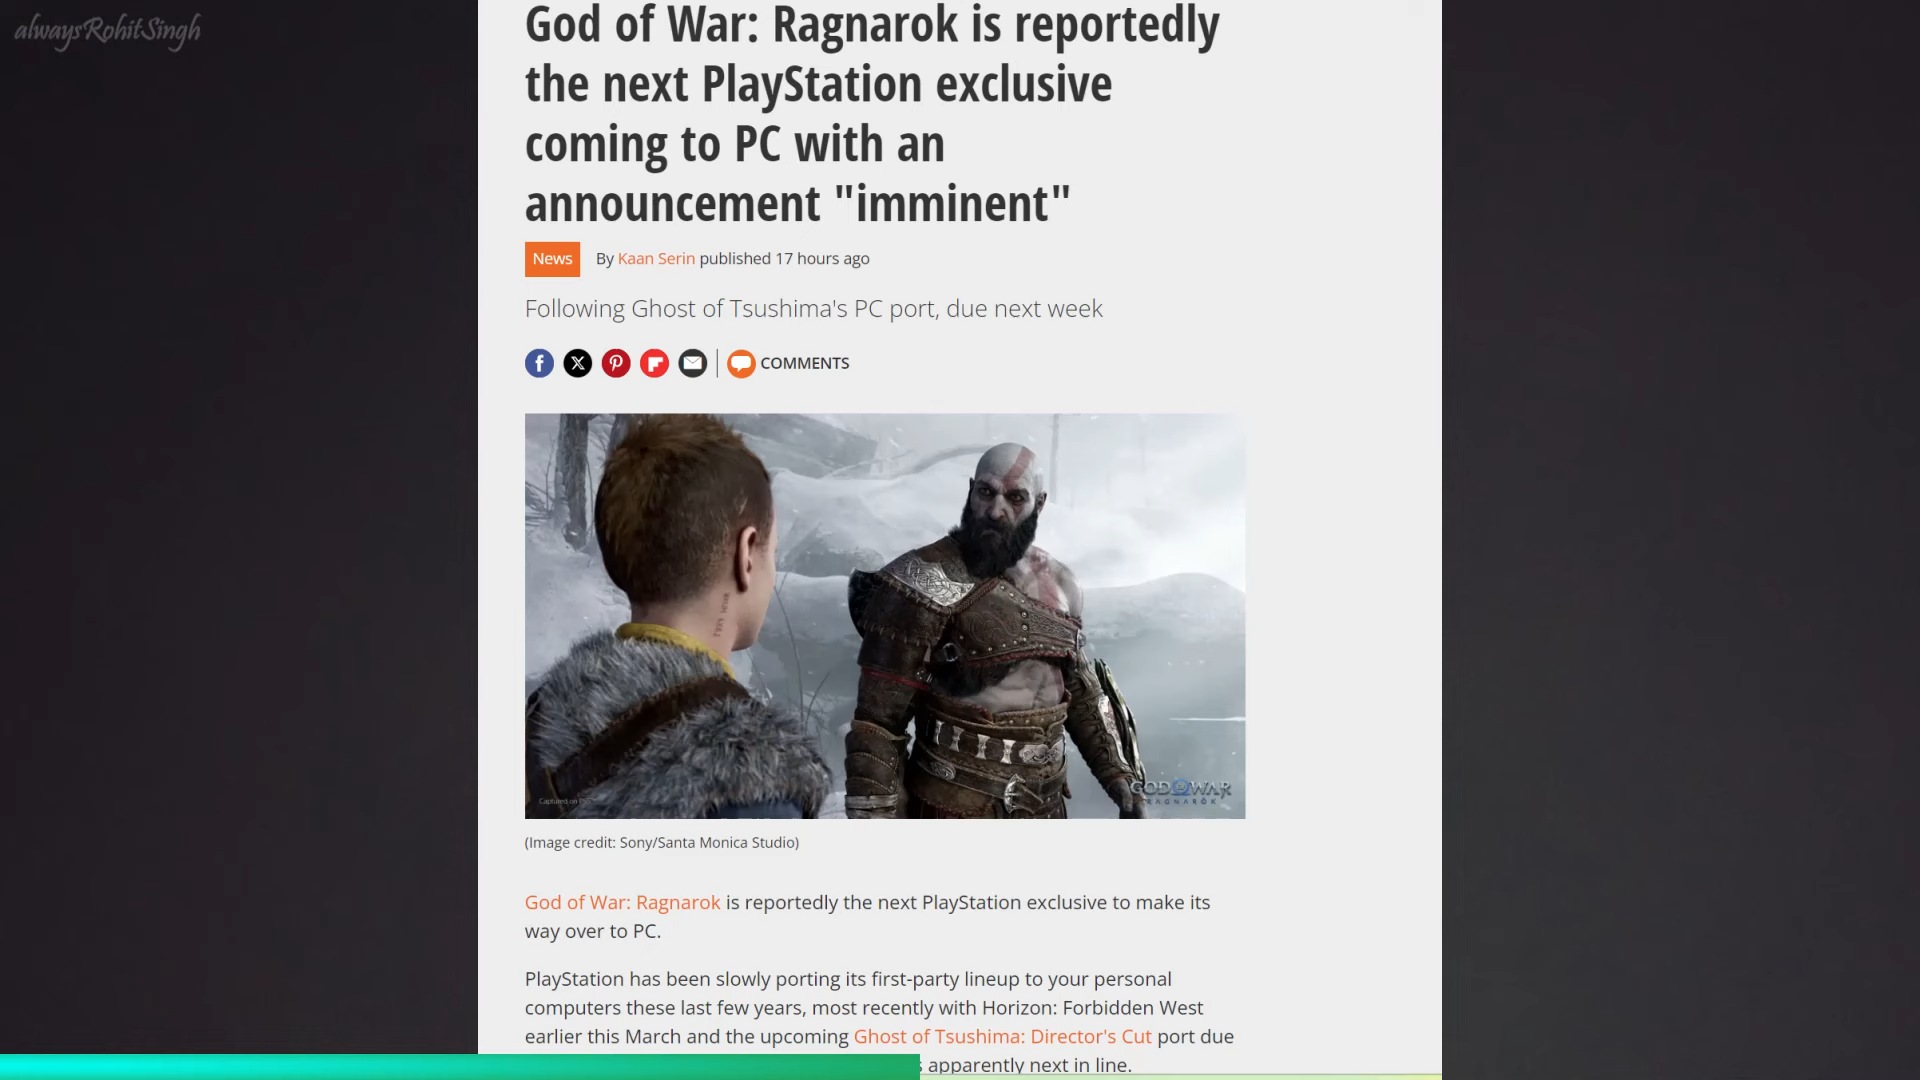 alwaysRohitSingh
God of War: Ragnarok is reportedly
the next PlayStation exclusive
coming to PC with an
announcement "imminent"
News By Kaan Serin published 17 hours ago
Following Ghost of Tsushima's PC port, due next week
COMMENTS
GOD OF WAR
RAGNARÖK
(Image credit: Sony/Santa Monica Studio)
God of War: Ragnarok is reportedly the next PlayStation exclusive to make its
way over to PC.
PlayStation has been slowly porting its first-party lineup to your personal
computers these last few years, most recently with Horizon: Forbidden West
earlier this March and the upcoming Ghost of Tsushima: Director's Cut port due
apparently next in line.